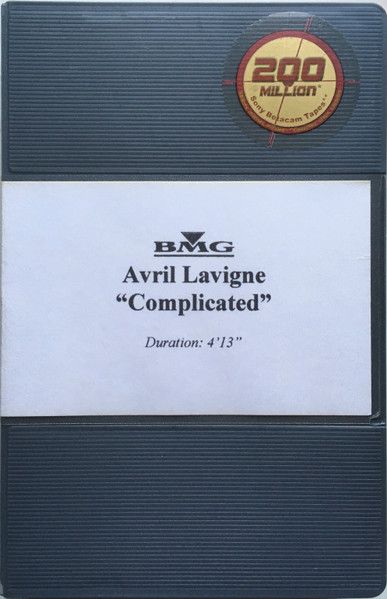 200
MILLION*
Sony Betacam Tapes**
BMG
Avril Lavigne
“Complicated”
Duration: 4’13”